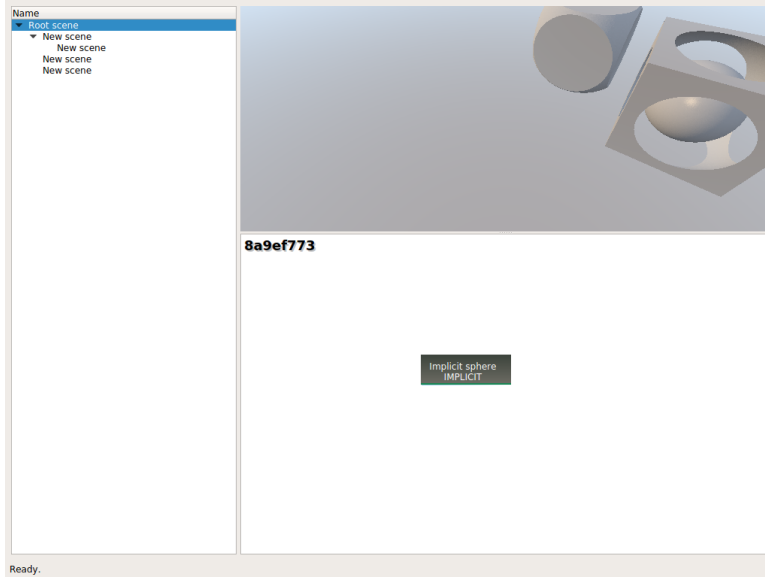 Name
Root scene
New scene
New scene
New scene
New scene
8a9ef773
Implicit sphere
IMPLICIT
Ready.